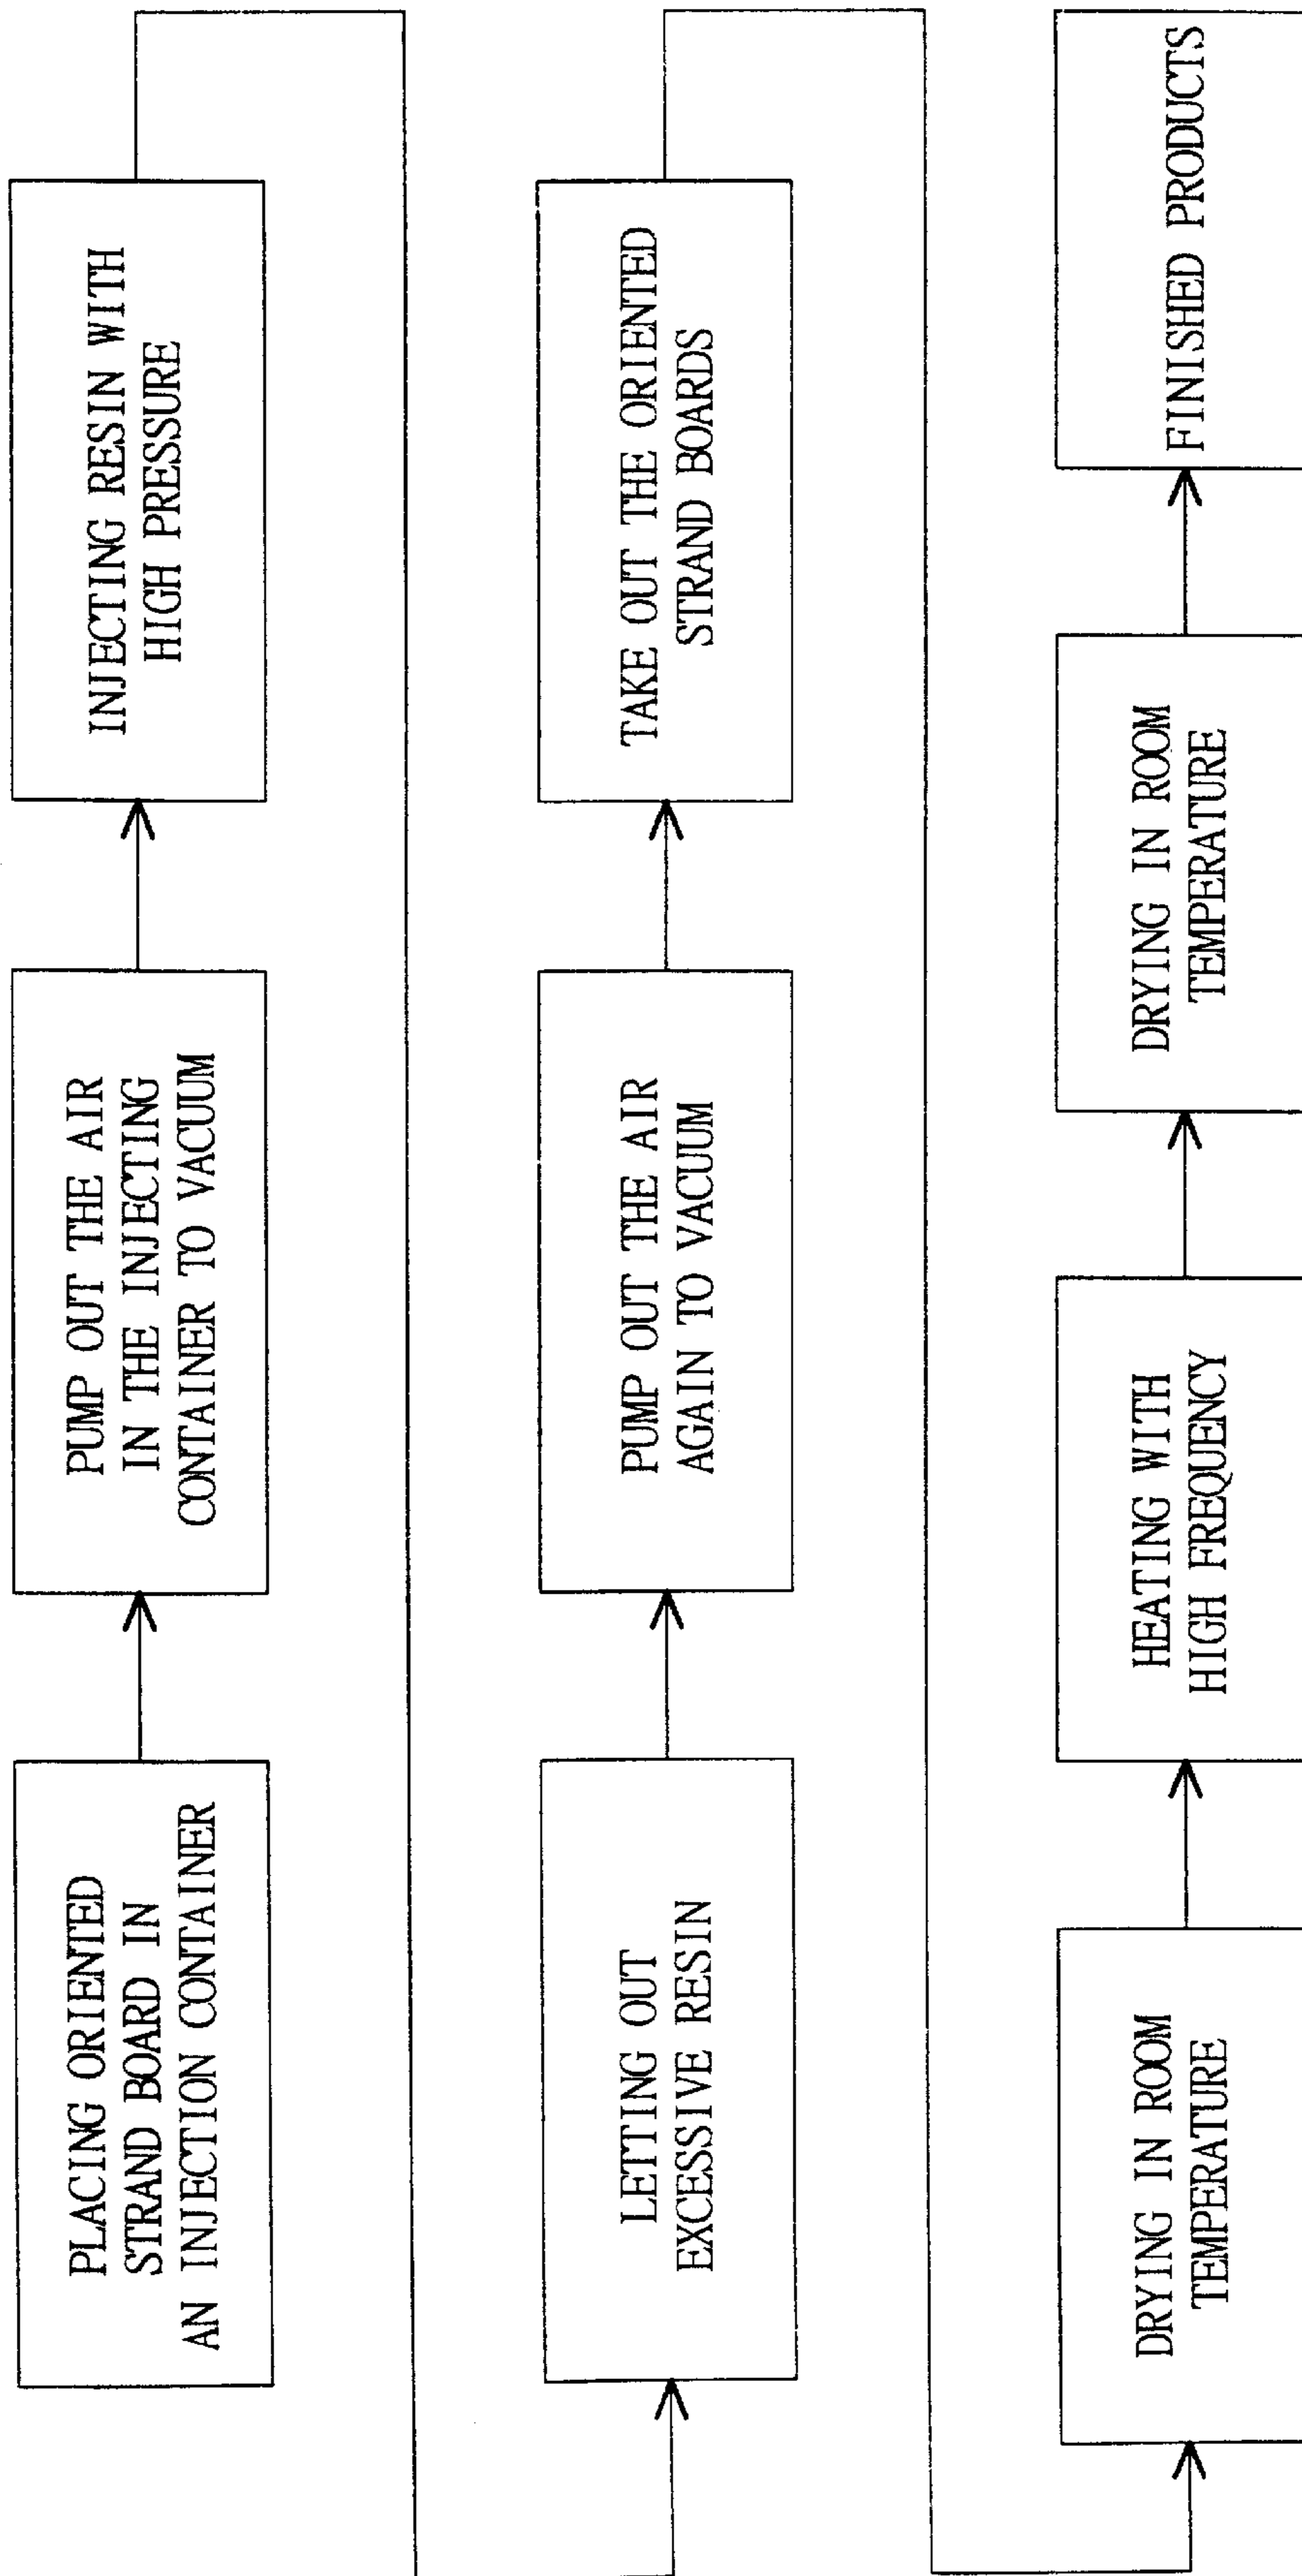 PLACING ORIENTED
STRAND BOARD IN
AN INJECTION CONTAINER
PUMP OUT THE AIR
IN THE INJECTING
CONTAINER TO VACUUM
INJECTING RESIN WITH
HIGH PRESSURE
LETTING OUT
EXCESSIVE RESIN
PUMP OUT THE AIR
AGAIN TO VACUUM
TAKE OUT THE ORIENTED
STRAND BOARDS
DRYING IN ROOM
TEMPERATURE
HEATING WITH
HIGH FREQUENCY
DRYING IN ROOM
TEMPERATURE
FINISHED PRODUCTS